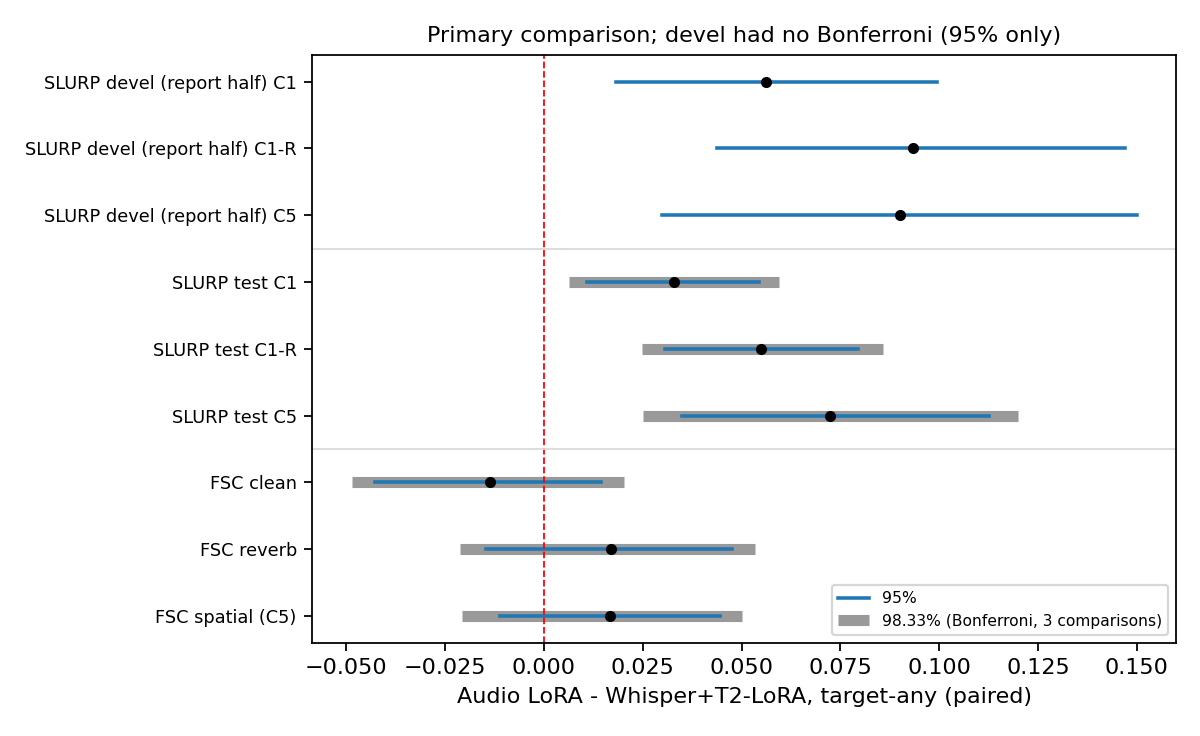 Primary comparison; devel had no Bonferroni (95% only)
SLURP devel (report half) C1
SLURP devel (report half) C1-R
SLURP devel (report half) C5
SLURP test C1
SLURP test C1-R
SLURP test C5
FSC clean
FSC reverb
FSC spatial (C5)
95%
98.33% (Bonferroni, 3 comparisons)
−0.050 −0.025 0.000 0.025 0.050 0.075 0.100 0.125 0.150
Audio LoRA - Whisper+T2-LoRA, target-any (paired)